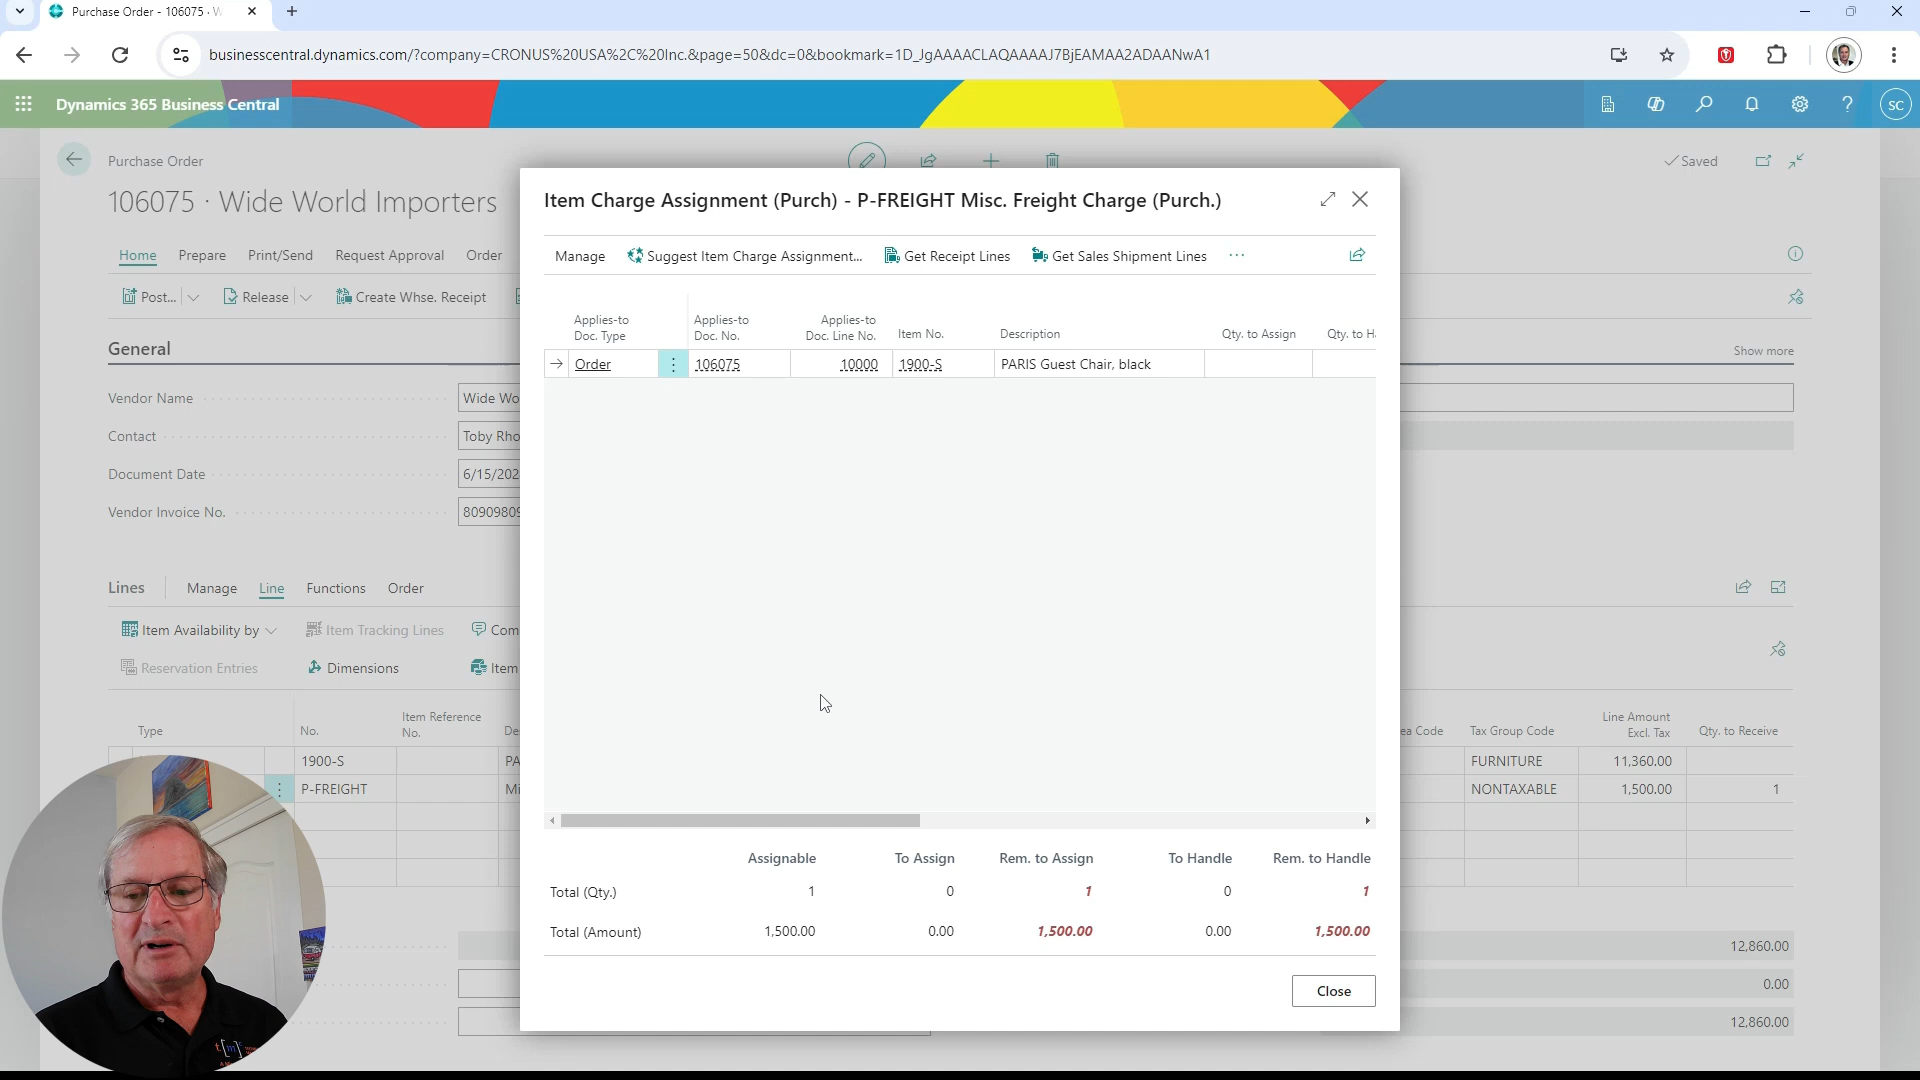 Purchase Order - 106075 · W
businesscentral.dynamics.com/?company=CRONUS%20USA%2C%20Inc.&page=50&dc=0&bookmark=1D_JgAAAACLAQAAAAJ7BjEAMAA2ADAANwA1
Dynamics 365 Business Central
SC
Purchase Order
Saved
106075 · Wide World Importers
Home Prepare Print/Send Request Approval Order
Post... Release Create Whse. Receipt
General
Show more
Vendor Name Wide Wo
Contact Toby Rho
Document Date 6/15/202
Vendor Invoice No. 80909809
Lines Manage Line Functions Order
Item Availability by Item Tracking Lines Com
Reservation Entries Dimensions Item
Type No. Item Reference No. De
ea Code Tax Group Code Line Amount Excl. Tax Qty. to Receive
1900-S PA FURNITURE 11,360.00
P-FREIGHT Mi NONTAXABLE 1,500.00 1
12,860.00
0.00
12,860.00
Item Charge Assignment (Purch) - P-FREIGHT Misc. Freight Charge (Purch.)
Manage Suggest Item Charge Assignment... Get Receipt Lines Get Sales Shipment Lines ...
Applies-to Doc. Type Applies-to Doc. No. Applies-to Doc. Line No. Item No. Description Qty. to Assign Qty. to Ha
Order 106075 10000 1900-S PARIS Guest Chair, black
Assignable To Assign Rem. to Assign To Handle Rem. to Handle
Total (Qty.) 1 0 1 0 1
Total (Amount) 1,500.00 0.00 1,500.00 0.00 1,500.00
Close
t[m]